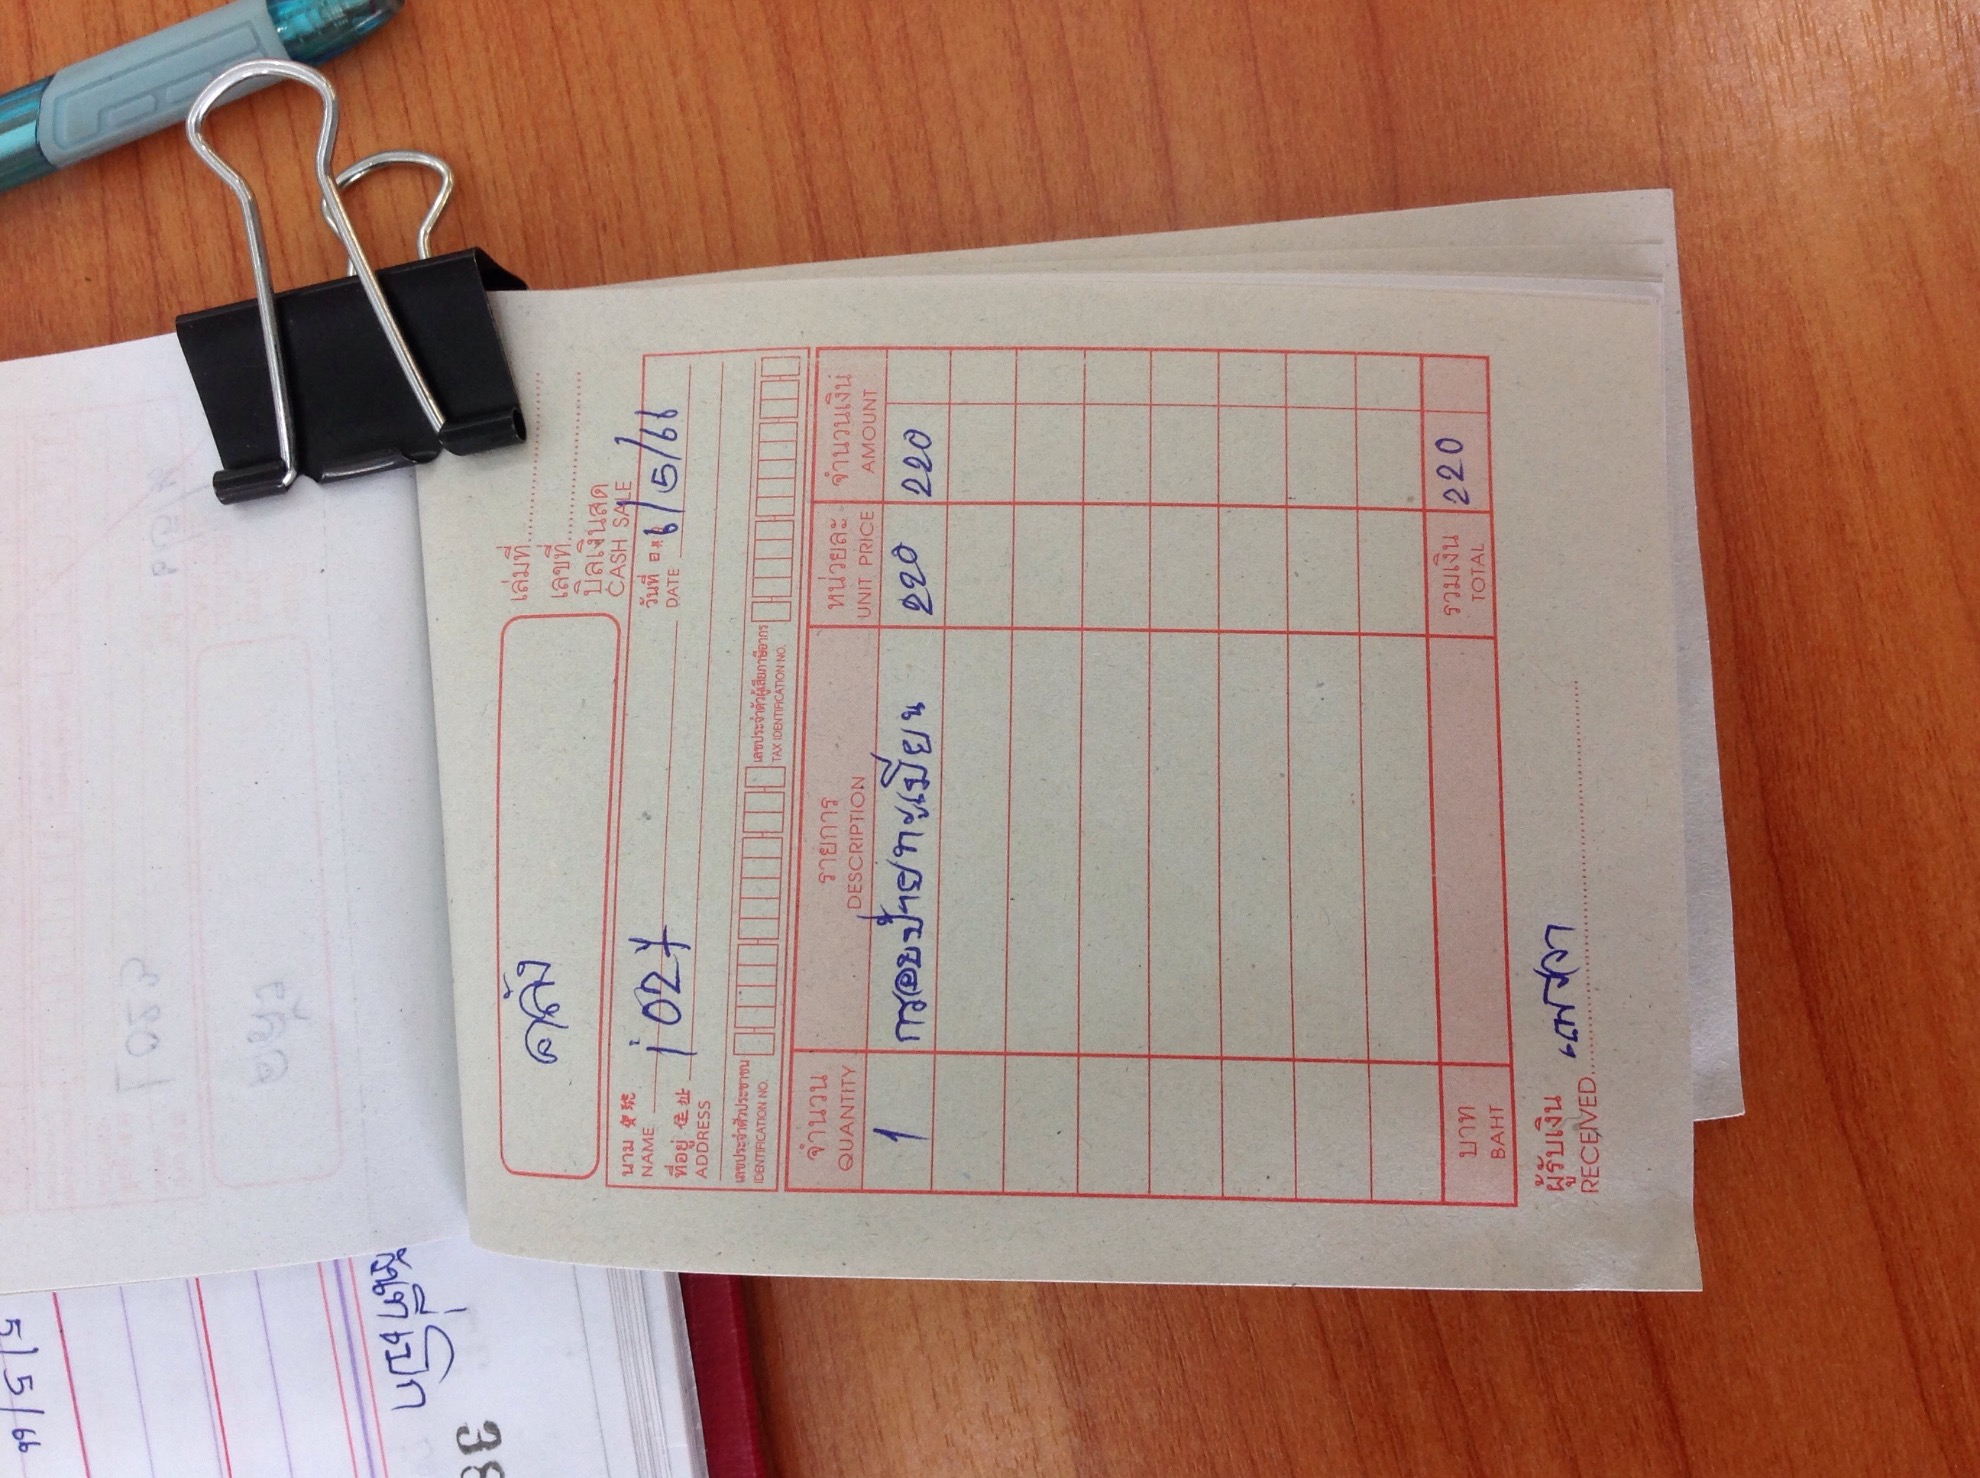 คลัง
เล่มที่
เลขที่
บิลเงินสด
CASH SALE
นาม
NAME
1027
วันที่ 6/5/66
DATE
ที่อยู่ 住址
ADDRESS
เลขประจำตัวประชาชน
IDENTIFICATION NO.
เลขประจำตัวผู้เสียภาษีอากร
TAX IDENTIFICATION NO.
จำนวน รายการ หน่วยละ จำนวนเงิน
QUANTITY DESCRIPTION UNIT PRICE AMOUNT
1 กรอบป้ายทะเบียน 220 220
บาท รวมเงิน 220
BAHT TOTAL
ผู้รับเงิน
RECEIVED
5/5/66
38